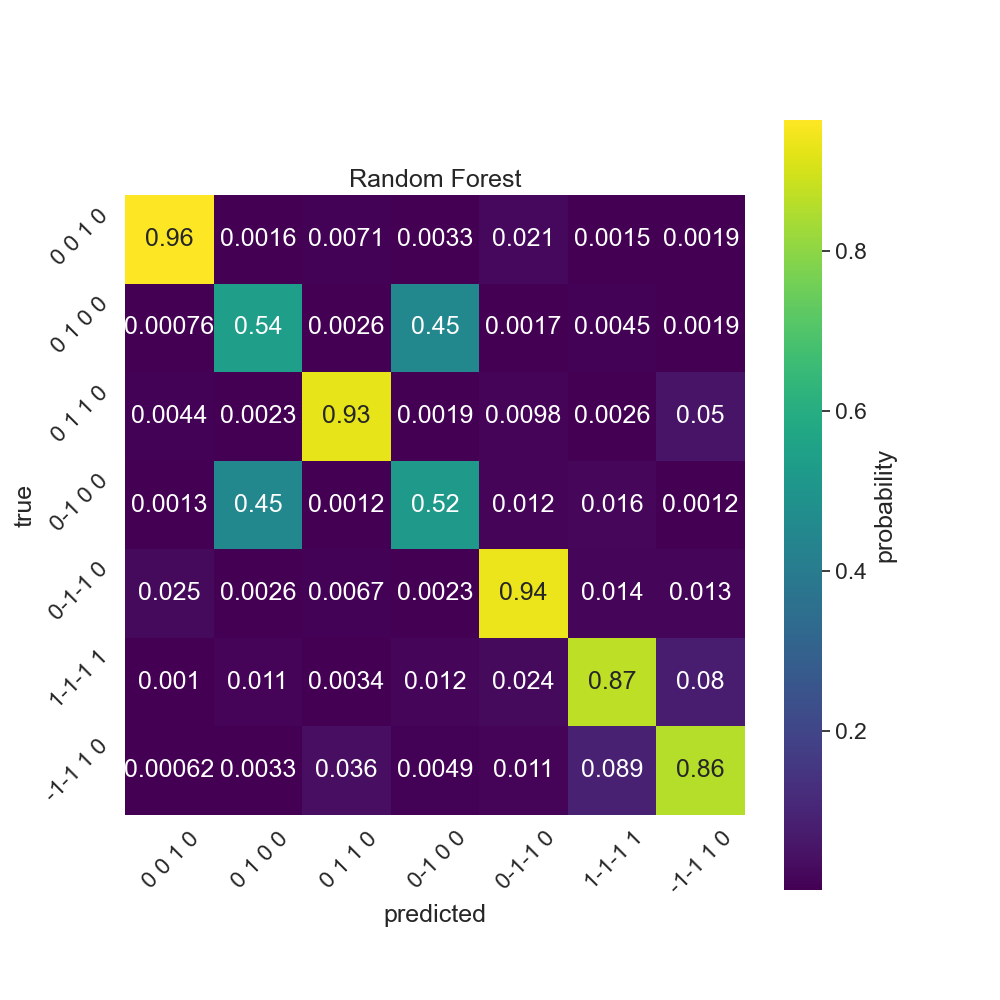 Random Forest
0 0 1 0 0.96 0.0016 0.0071 0.0033 0.021 0.0015 0.0019
0 1 0 0 0.00076 0.54 0.0026 0.45 0.0017 0.0045 0.0019
0 1 1 0 0.0044 0.0023 0.93 0.0019 0.0098 0.0026 0.05
0-1 0 0 0.0013 0.45 0.0012 0.52 0.012 0.016 0.0012
0-1-1 0 0.025 0.0026 0.0067 0.0023 0.94 0.014 0.013
1-1-1 1 0.001 0.011 0.0034 0.012 0.024 0.87 0.08
-1-1 1 0 0.00062 0.0033 0.036 0.0049 0.011 0.089 0.86
0 0 1 0 0 1 0 0 0 1 1 0 0-1 0 0 0-1-1 0 1-1-1 1 -1-1 1 0
predicted
true
0.8
0.6
0.4
0.2
probability